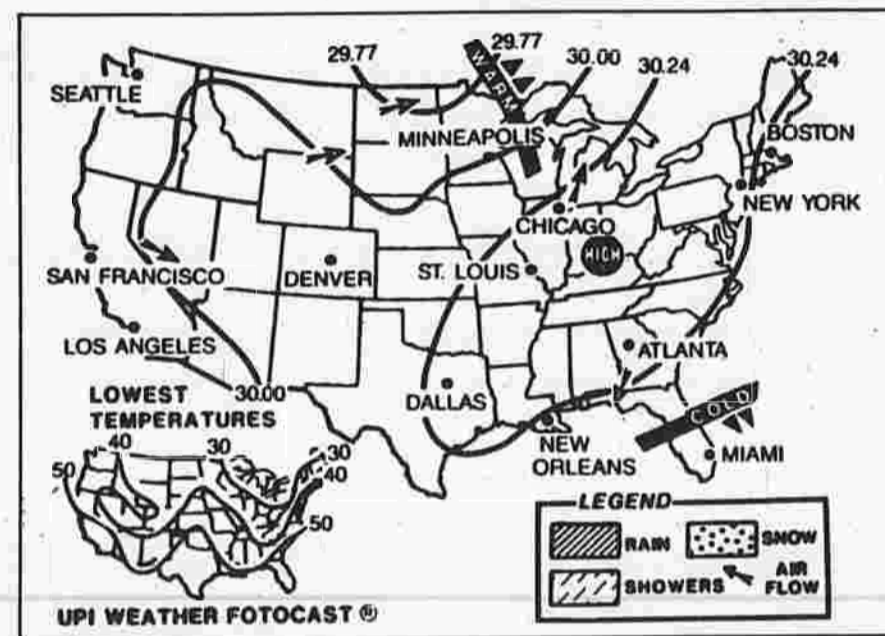 29.77
29.77
30.00
30.24
30.24
WARM
SEATTLE
MINNEAPOLIS
BOSTON
NEW YORK
CHICAGO
HIGH
SAN FRANCISCO
DENVER
ST. LOUIS
LOS ANGELES
ATLANTA
30.00
DALLAS
COLD
NEW
ORLEANS
MIAMI
LOWEST
TEMPERATURES
50
40
30
30
40
50
LEGEND
RAIN
SNOW
SHOWERS
AIR
FLOW
UPI WEATHER FOTOCAST ®